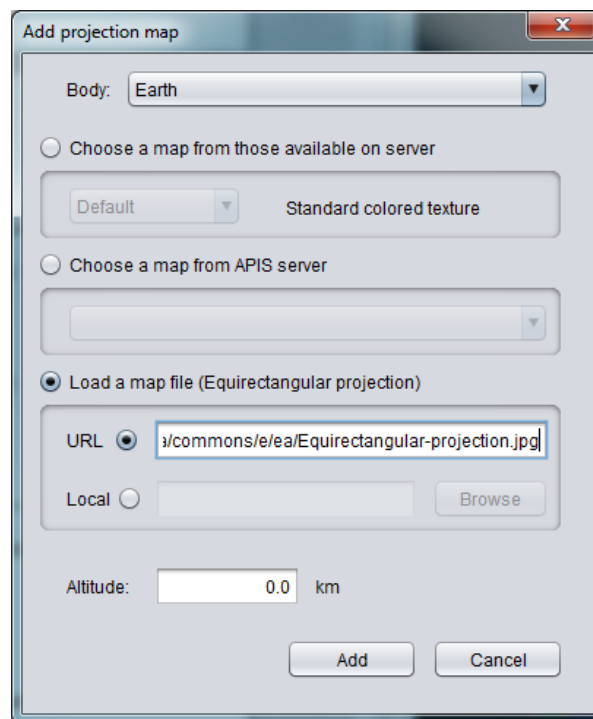 Add projection map
Body: Earth
Choose a map from those available on server
Default Standard colored texture
Choose a map from APIS server
Load a map file (Equirectangular projection)
URL a/commons/e/ea/Equirectangular-projection.jpg
Local Browse
Altitude: 0.0 km
Add Cancel